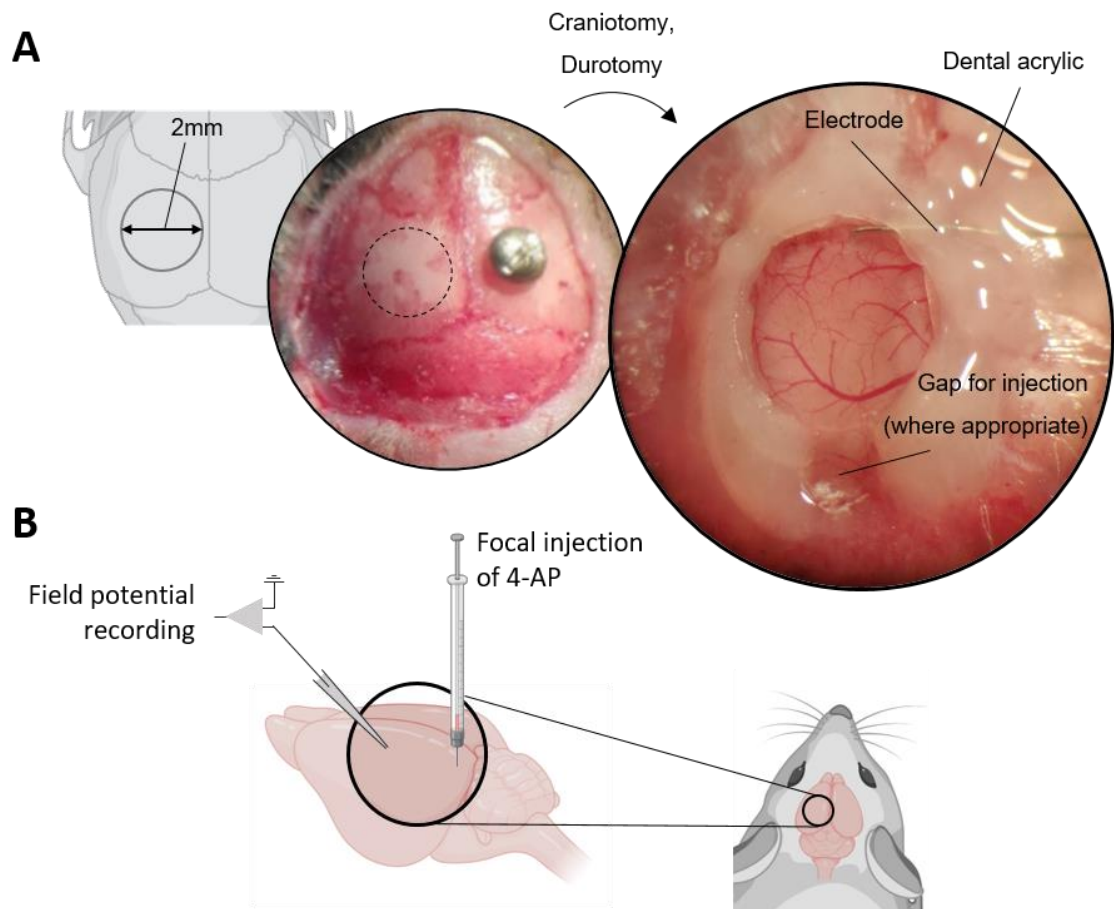 A
Craniotomy,
Durotomy
2mm
Dental acrylic
Electrode
Gap for injection
(where appropriate)
B
Focal injection
of 4-AP
Field potential
recording